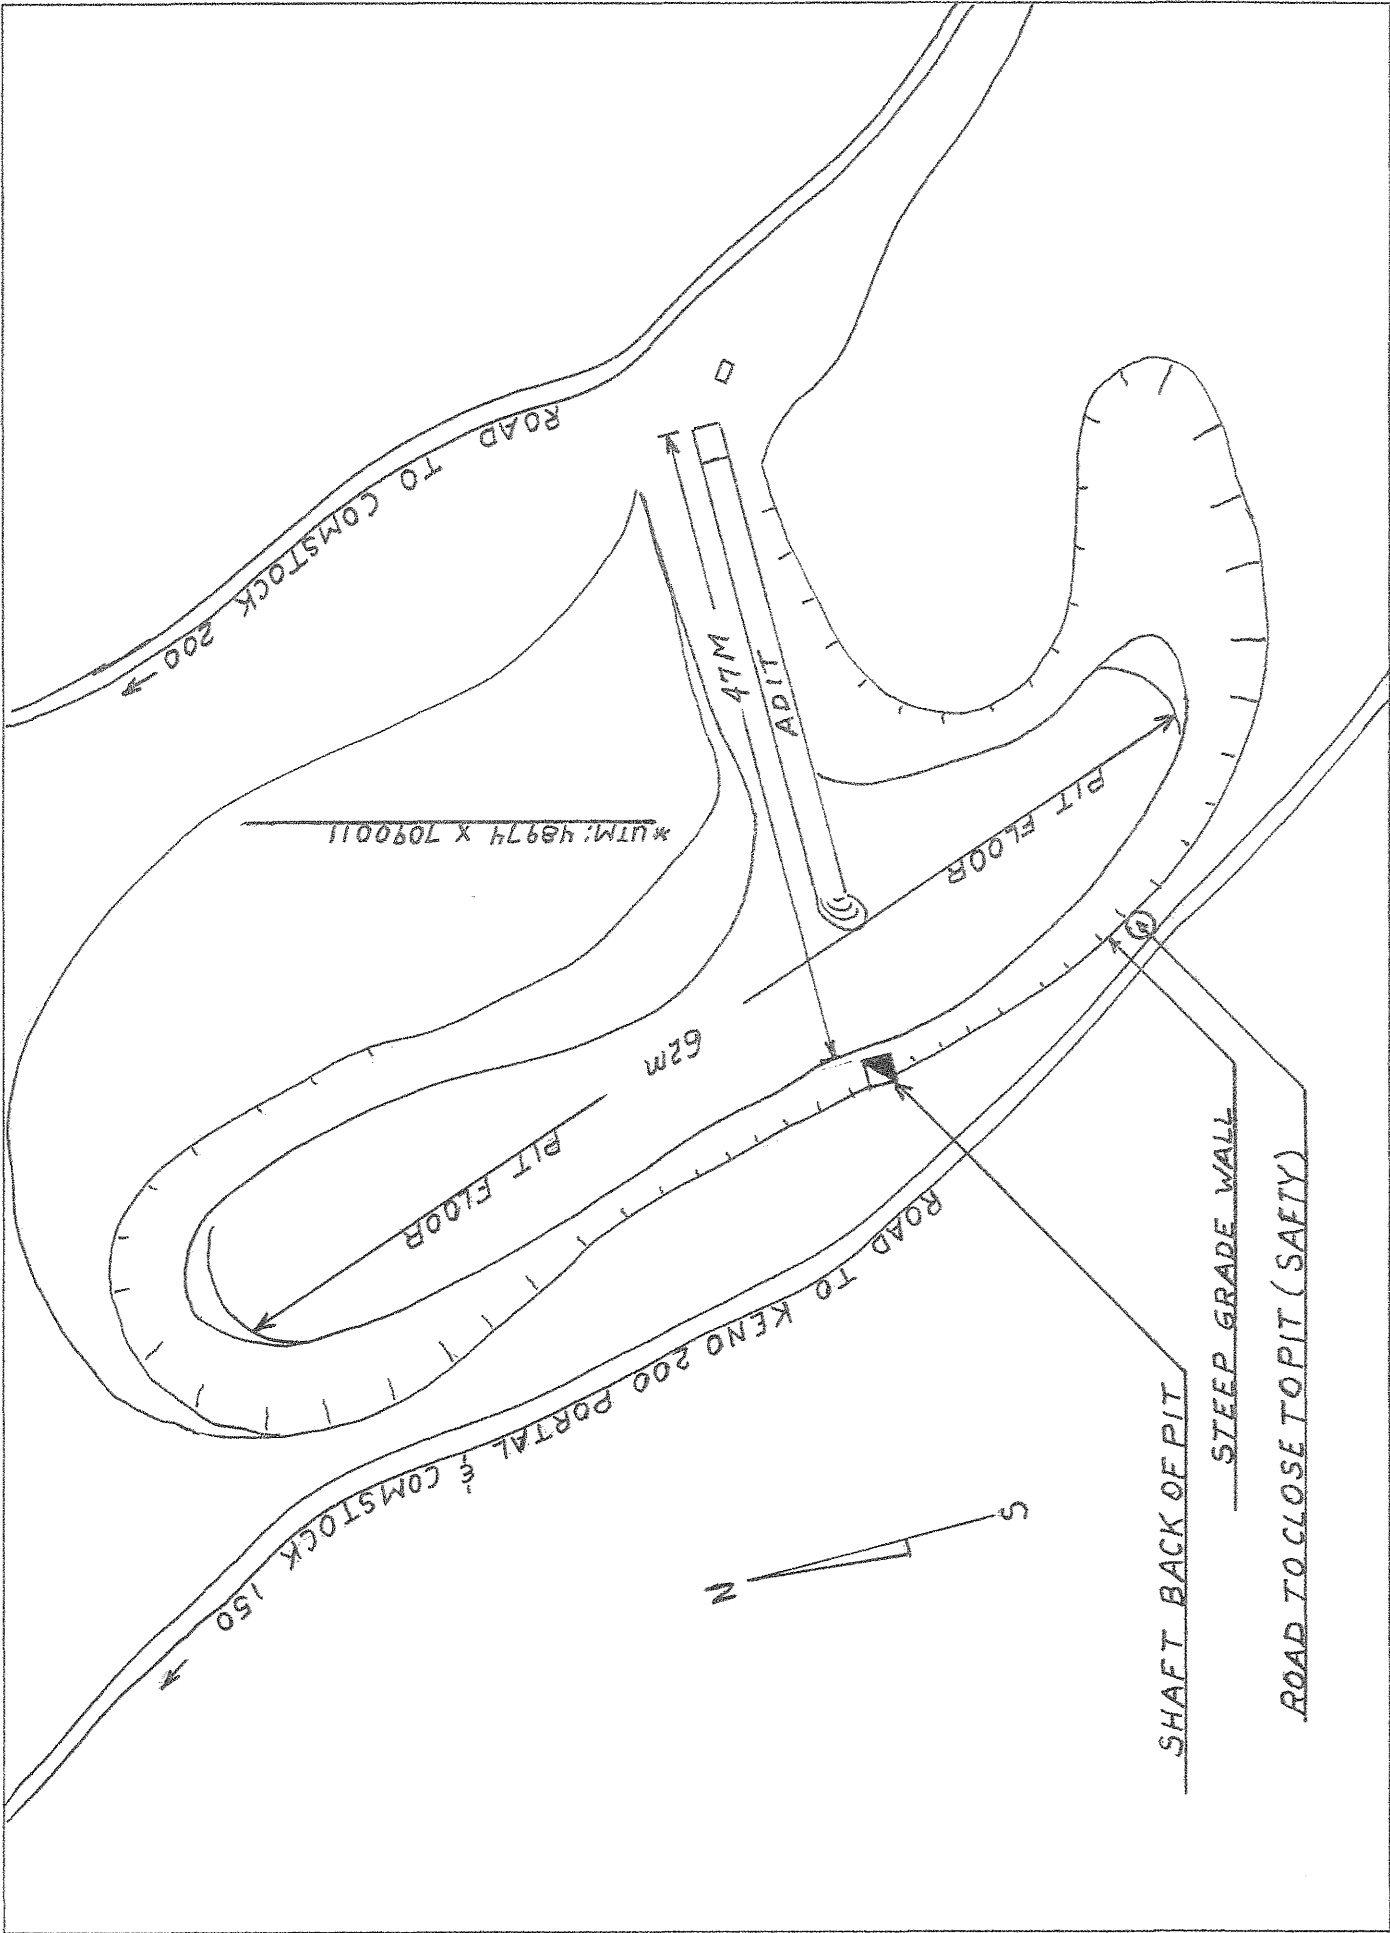 ROAD TO COMSTOCK 200
*UTM: 48974 x 7090011
47M
ADIT
PIT FLOOR
62m
PIT FLOOR
ROAD TO KENO 200 PORTAL & COMSTOCK 150
N
S
SHAFT BACK OF PIT
STEEP GRADE WALL
ROAD TO CLOSE TO PIT (SAFTY)